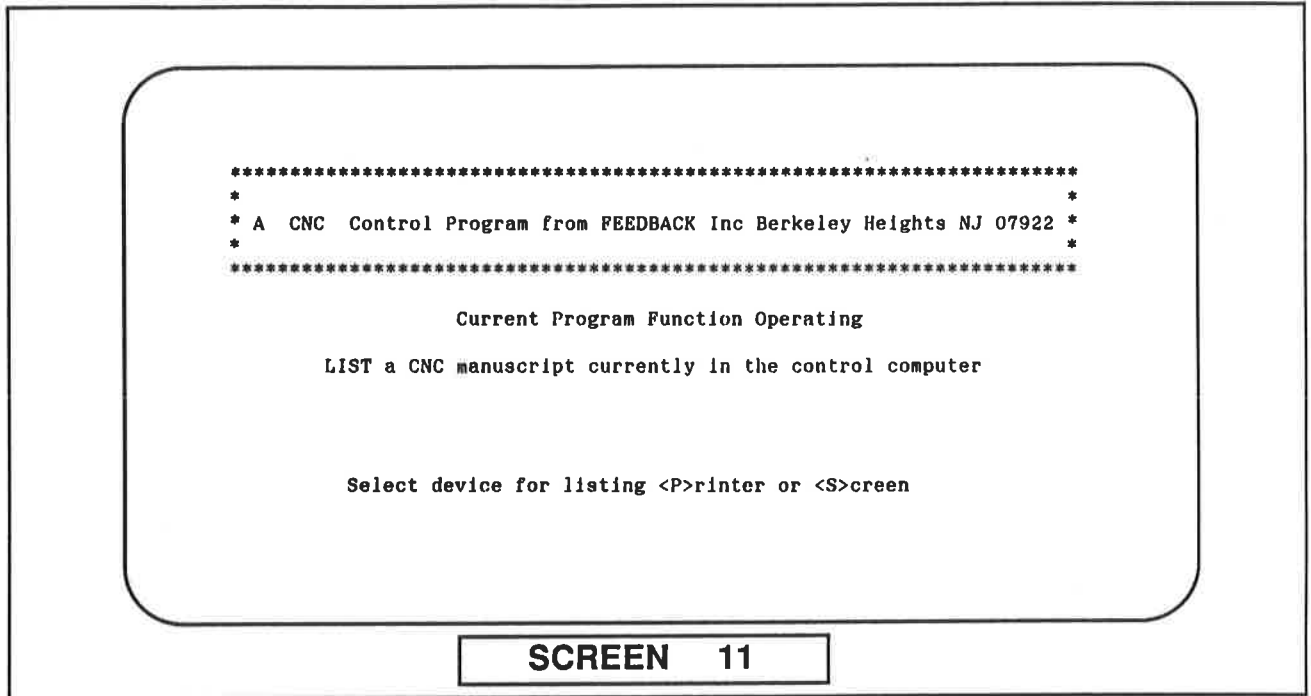 ***********************************************************************
* *
* A CNC Control Program from FEEDBACK Inc Berkeley Heights NJ 07922 *
* *
***********************************************************************
Current Program Function Operating
LIST a CNC manuscript currently in the control computer
Select device for listing <P>rinter or <S>creen
SCREEN 11